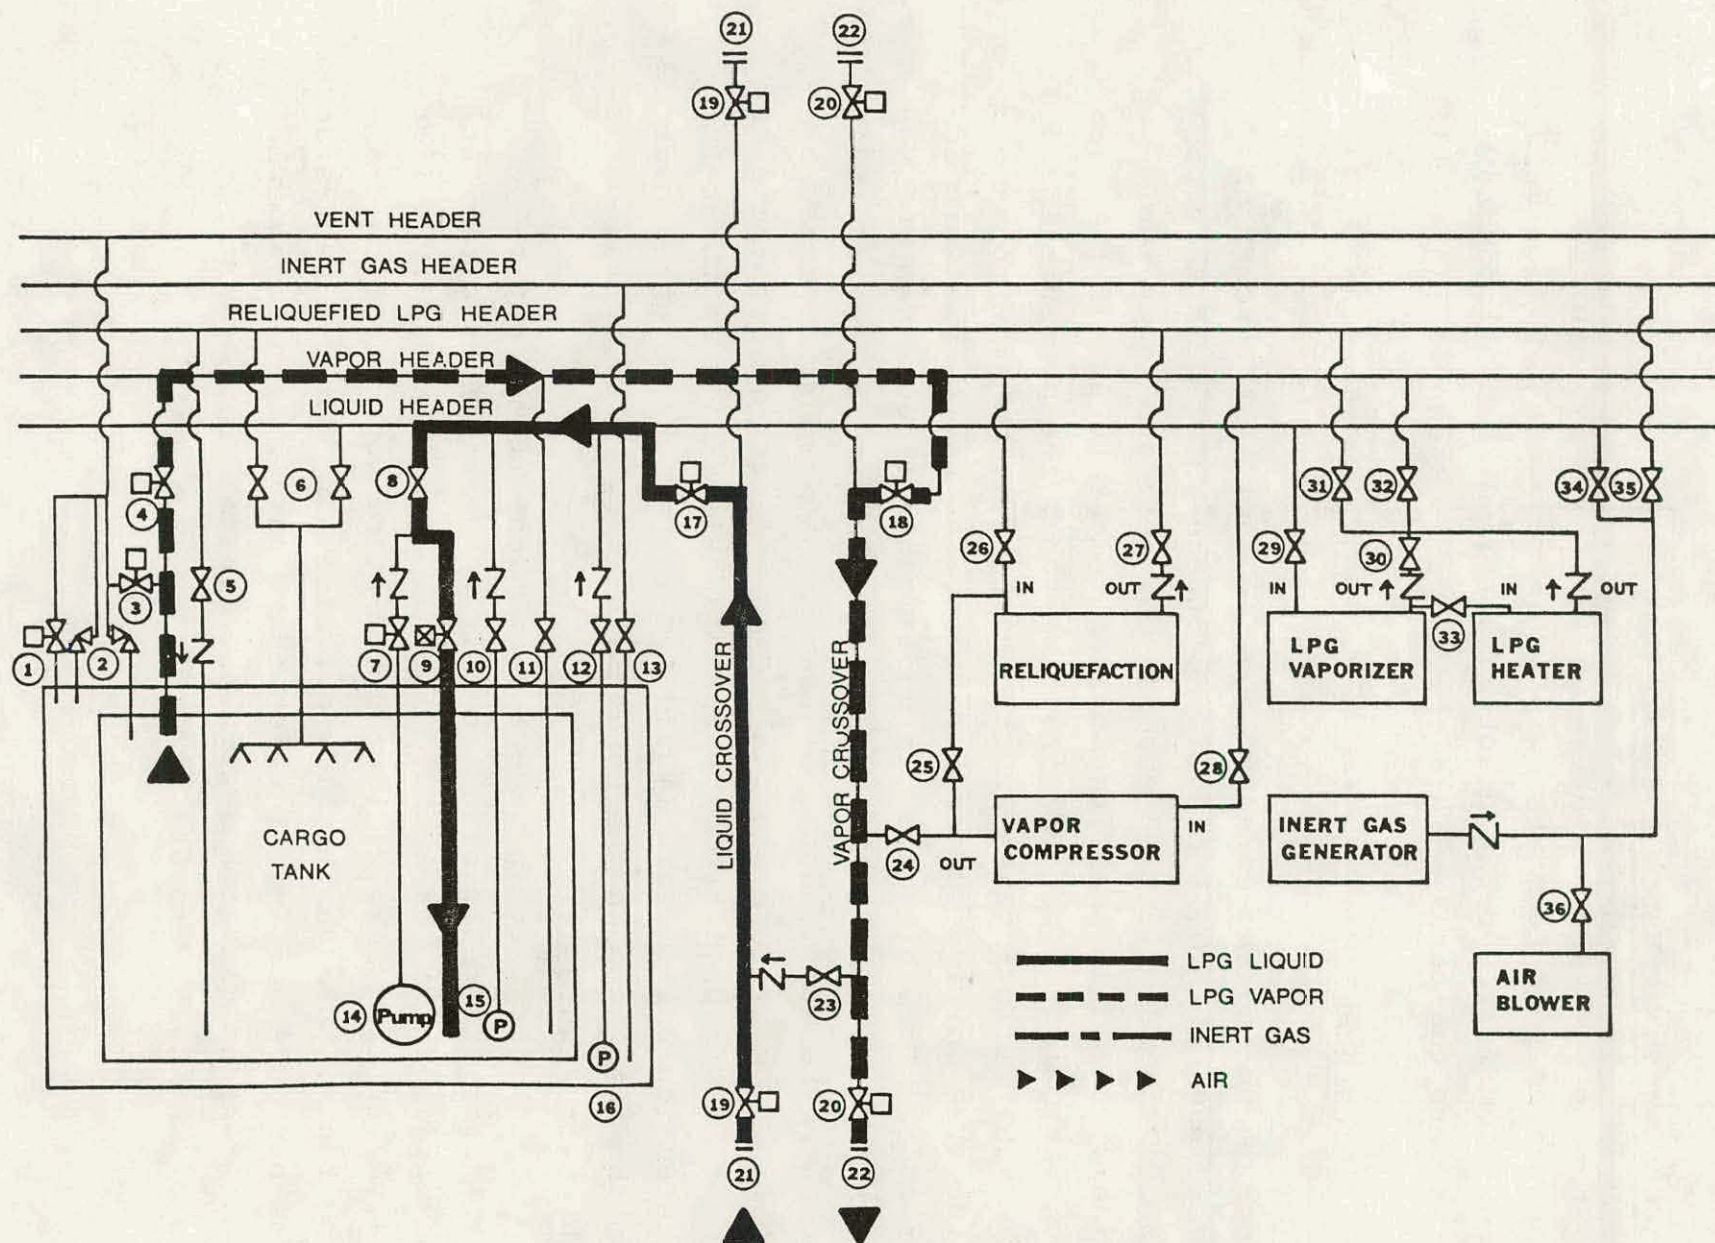 21
22
19
20
VENT HEADER
INERT GAS HEADER
RELIQUEFIED LPG HEADER
VAPOR HEADER
LIQUID HEADER
4
6
8
17
18
26
27
29
31
32
30
34
35
IN
OUT
IN
OUT
IN
OUT
3
5
33
1
2
7
9
10
11
12
13
RELIQUEFACTION
LPG
VAPORIZER
LPG
HEATER
LIQUID CROSSOVER
VAPOR CROSSOVER
25
28
CARGO
TANK
VAPOR
COMPRESSOR
IN
24
OUT
INERT GAS
GENERATOR
36
14
Pump
15
P
P
16
23
LPG LIQUID
LPG VAPOR
INERT GAS
AIR
AIR
BLOWER
19
20
21
22